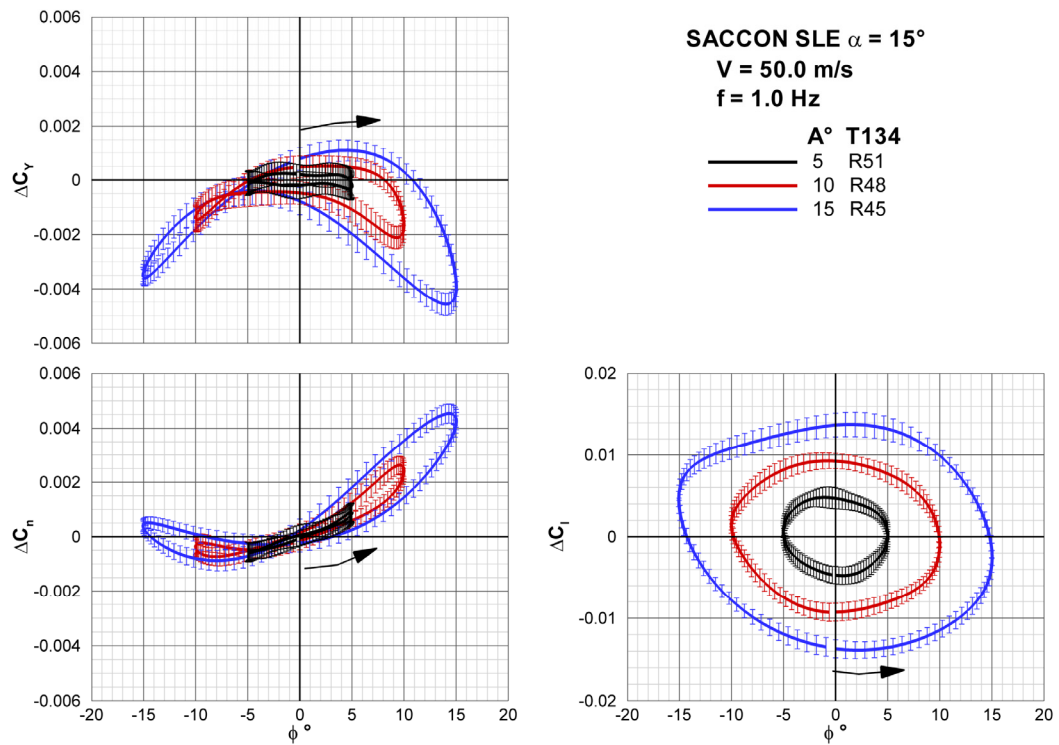 0.006
0.004
0.002
0
-0.002
-0.004
-0.006
ΔC_Y
SACCON SLE α = 15°
V = 50.0 m/s
f = 1.0 Hz
A° T134
5 R51
10 R48
15 R45
0.006
0.004
0.002
0
-0.002
-0.004
-0.006
ΔC_n
-20 -15 -10 -5 0 5 10 15 20
ϕ °
0.02
0.01
0
-0.01
-0.02
ΔC_l
-20 -15 -10 -5 0 5 10 15 20
ϕ °